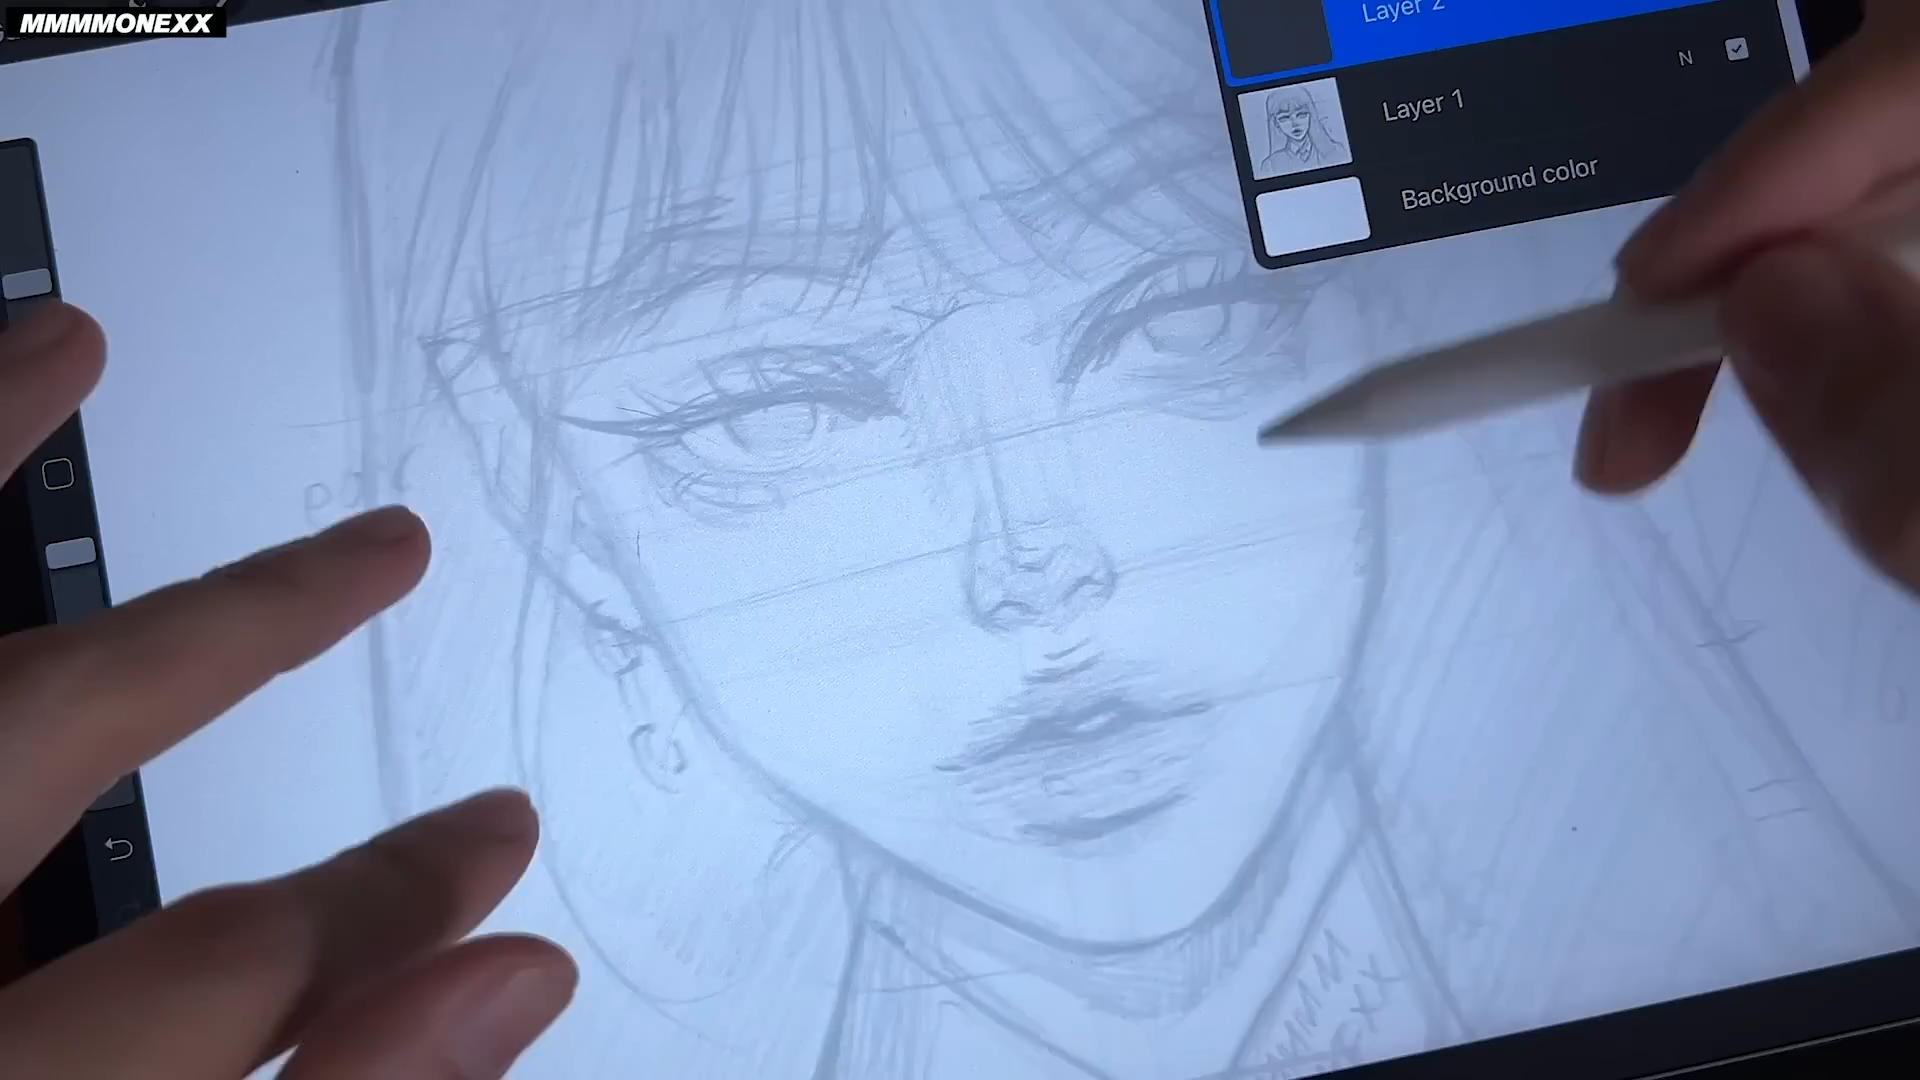 MMMMONEXX
Layer 2
N
Layer 1
Background color